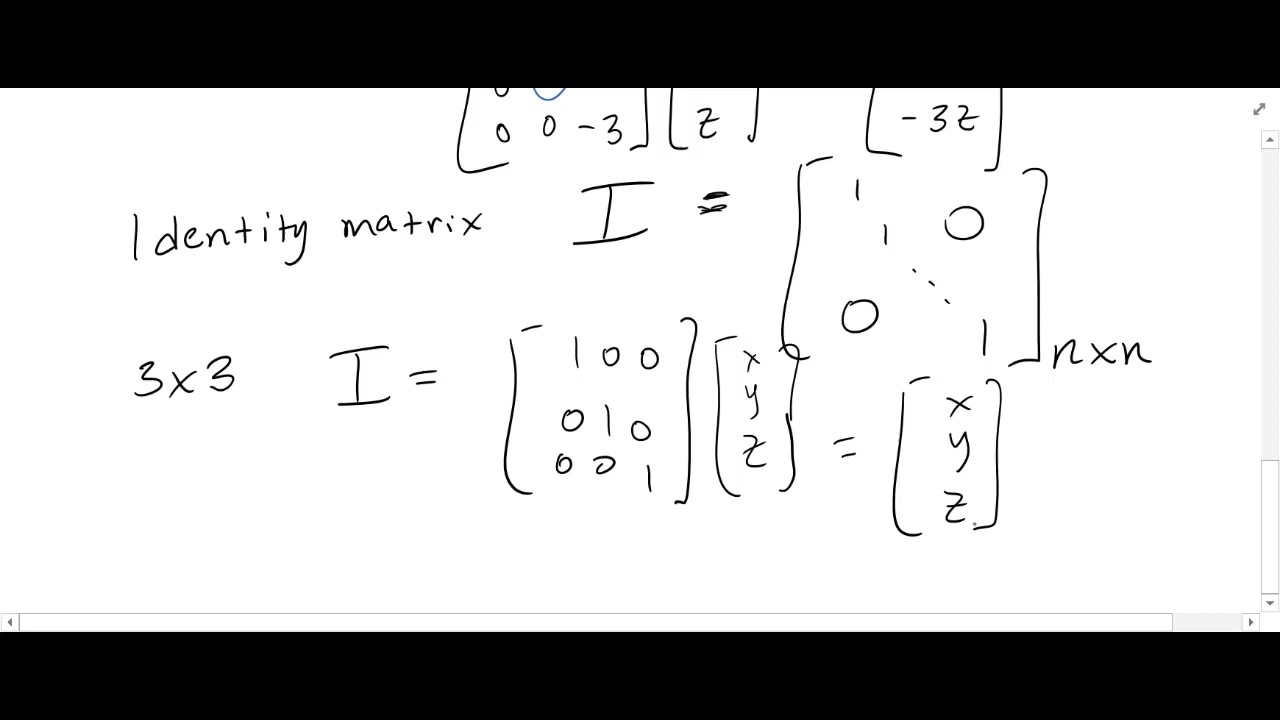 0
0 0 -3 z -3z
Identity matrix I = 1
1 0
⋱
0 1 n×n
3×3 I = [1 0 0 [x
0 1 0 y = [x
0 0 1] z] y
z]